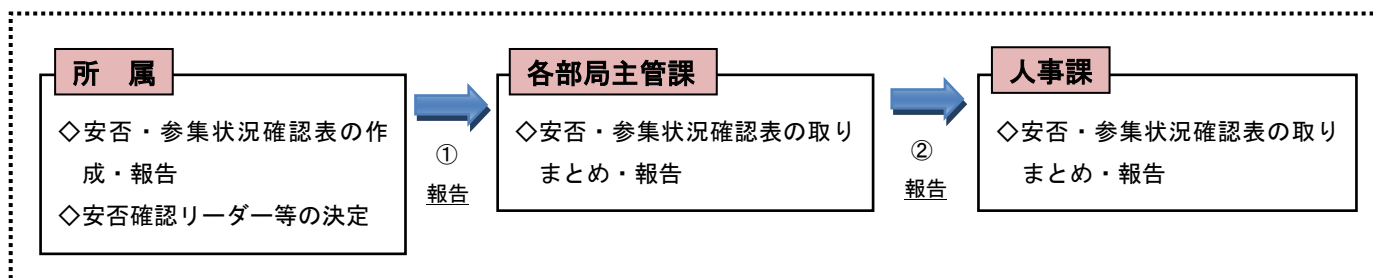 所　属
◇安否・参集状況確認表の作
成・報告
◇安否確認リーダー等の決定
①
報告
各部局主管課
◇安否・参集状況確認表の取り
まとめ・報告
②
報告
人事課
◇安否・参集状況確認表の取り
まとめ・報告